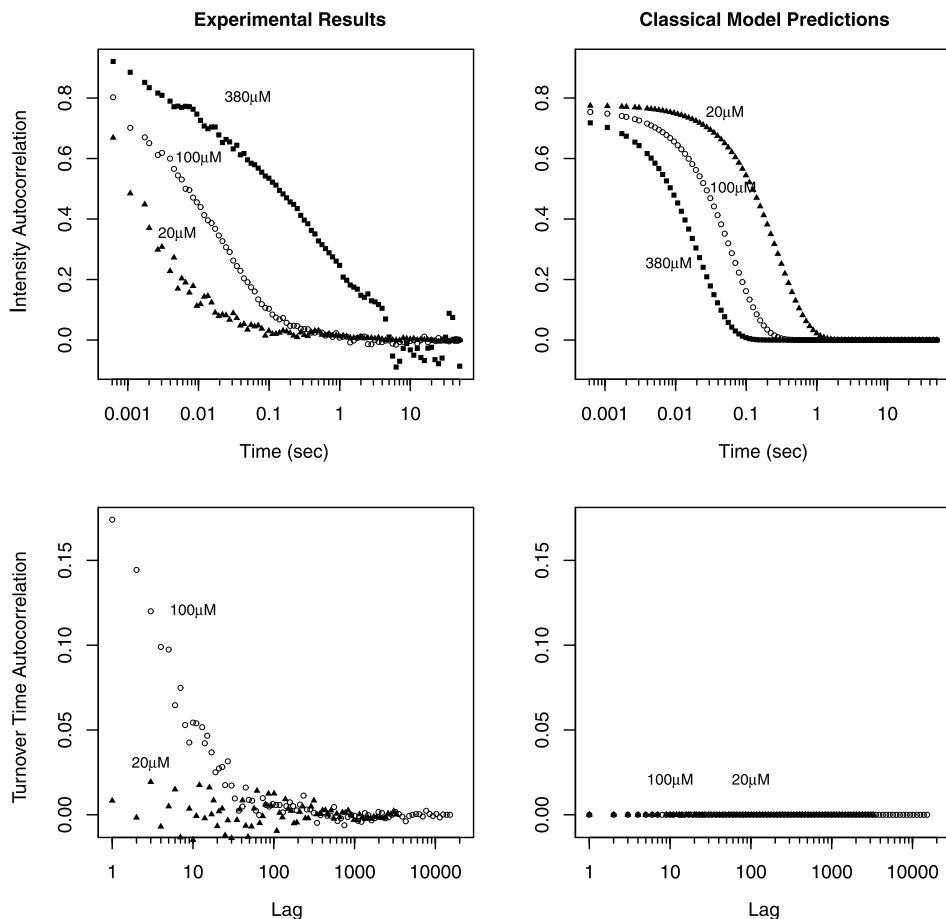 Experimental Results
Classical Model Predictions
Intensity Autocorrelation
0.8
0.6
0.4
0.2
0.0
380μM
100μM
20μM
0.001 0.01 0.1 1 10
Time (sec)
0.8
0.6
0.4
0.2
0.0
20μM
100μM
380μM
0.001 0.01 0.1 1 10
Time (sec)
Turnover Time Autocorrelation
0.15
0.10
0.05
0.00
100μM
20μM
1 10 100 1000 10000
Lag
0.15
0.10
0.05
0.00
100μM 20μM
1 10 100 1000 10000
Lag